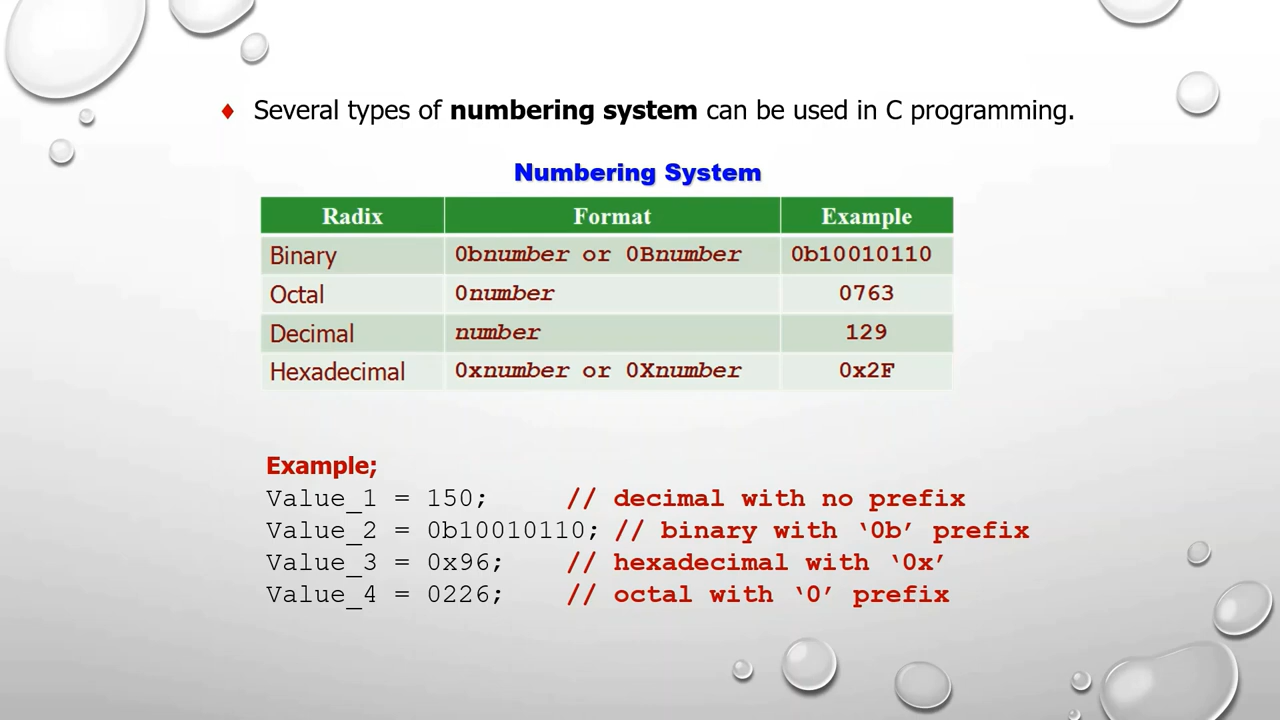 ♦ Several types of numbering system can be used in C programming.
Numbering System
Radix Format Example
Binary 0bnumber or 0Bnumber 0b10010110
Octal 0number 0763
Decimal number 129
Hexadecimal 0xnumber or 0Xnumber 0x2F
Example;
Value_1 = 150; // decimal with no prefix
Value_2 = 0b10010110; // binary with ‘0b’ prefix
Value_3 = 0x96; // hexadecimal with ‘0x’
Value_4 = 0226; // octal with ‘0’ prefix